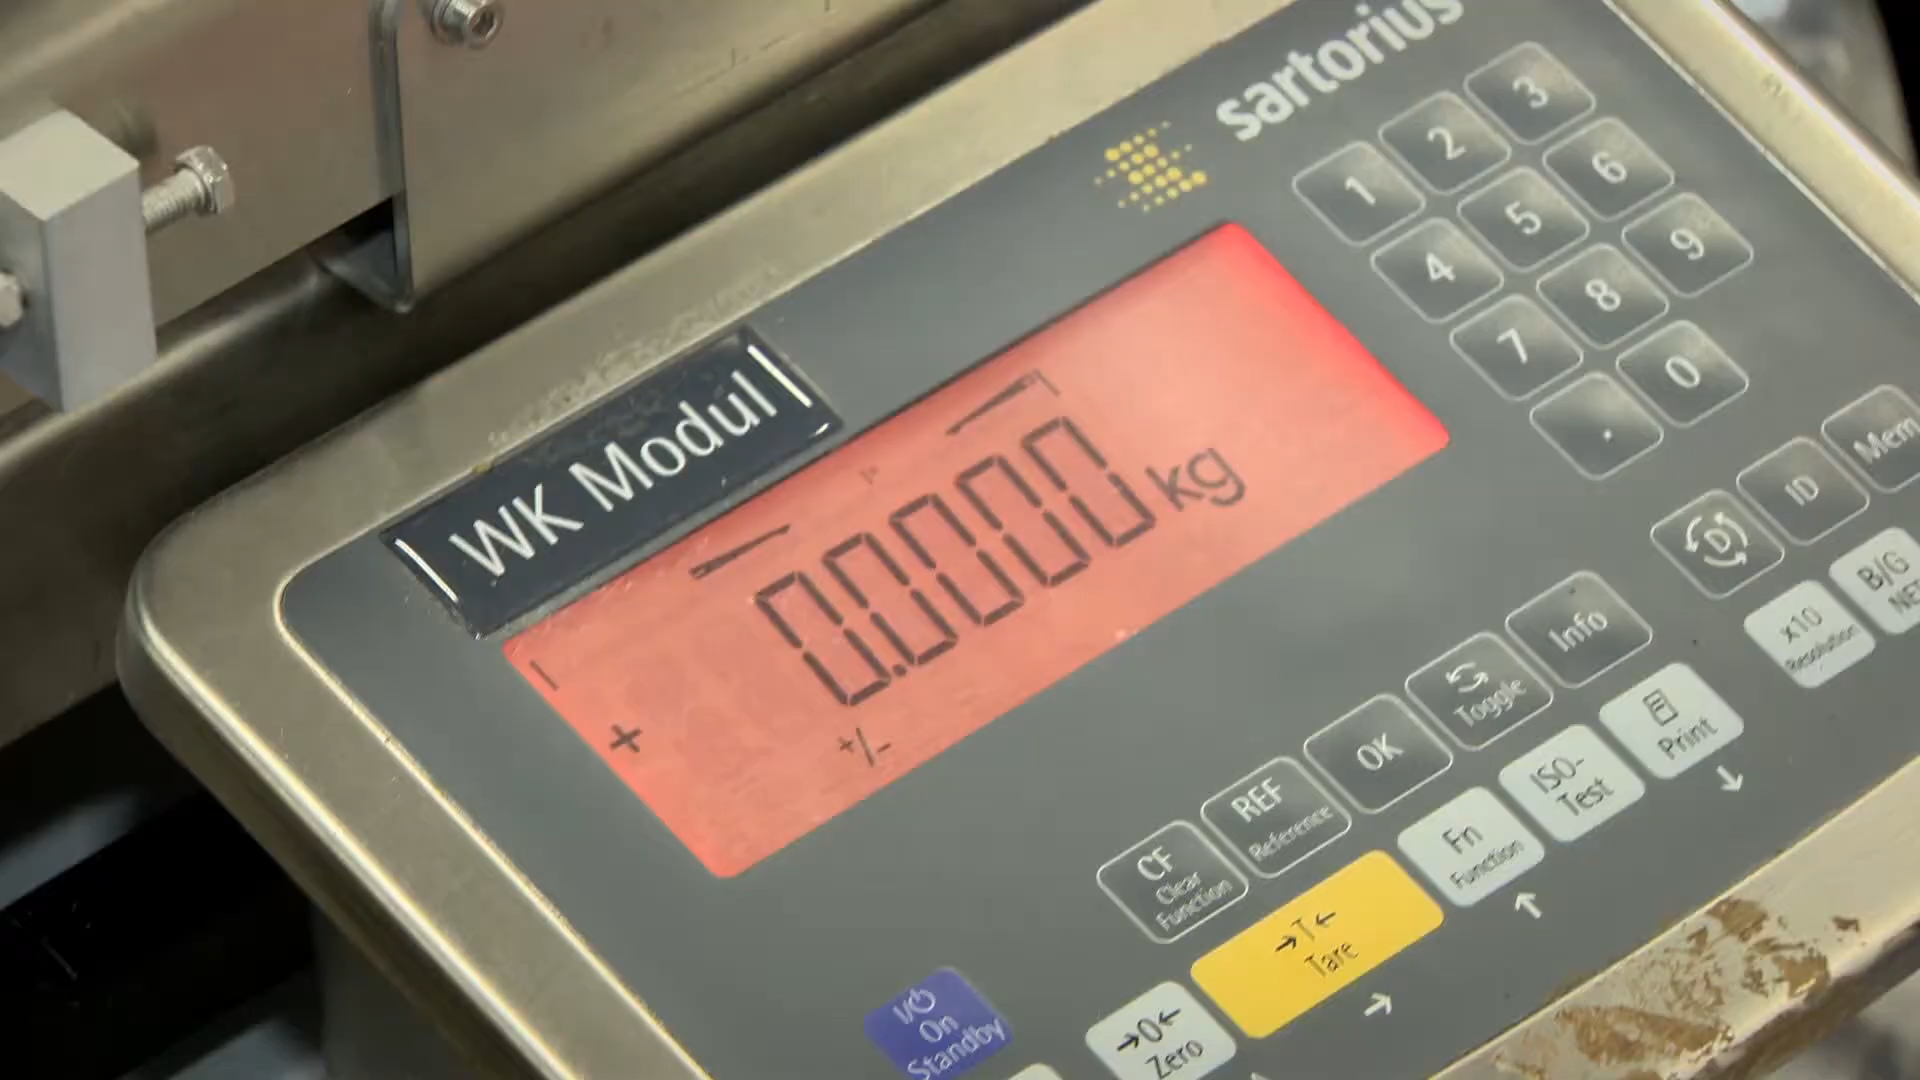 sartorius
WK Modul
+ 0.0000 kg
+/-
1 2 3
4 5 6
7 8 9
. 0
D ID Mem
x10 Resolution
B/G NET
CF Clear Function
REF Reference
OK
Toggle
Info
Fn Function
ISO-Test
Print
→T← Tare
I/⏻ On Standby
→0← Zero